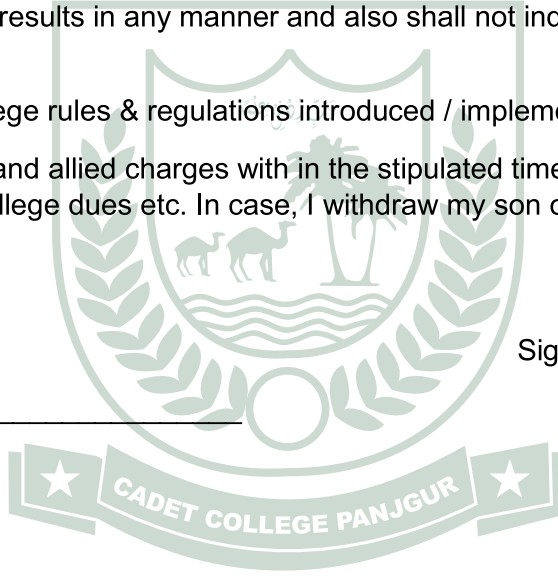 results in any manner and also shall not ind
ege rules & regulations introduced / impleme
and allied charges with in the stipulated time
llege dues etc. In case, I withdraw my son o
Sig
CADET COLLEGE PANJGUR